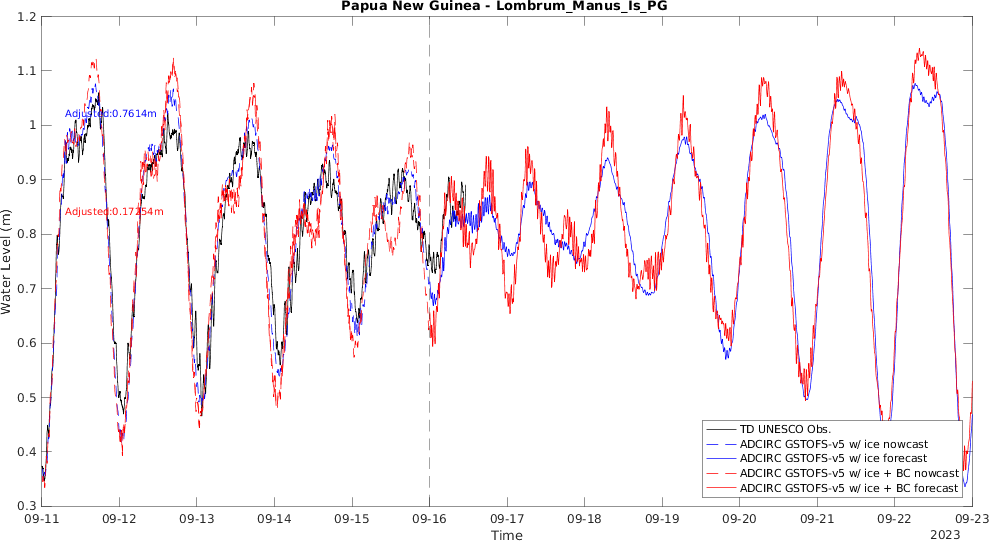 Papua New Guinea - Lombrum_Manus_Is_PG
1.2
1.1
1
0.9
0.8
0.7
0.6
0.5
0.4
0.3
Water Level (m)
Adjusted:0.7614m
Adjusted:0.17254m
TD UNESCO Obs.
ADCIRC GSTOFS-v5 w/ ice nowcast
ADCIRC GSTOFS-v5 w/ ice forecast
ADCIRC GSTOFS-v5 w/ ice + BC nowcast
ADCIRC GSTOFS-v5 w/ ice + BC forecast
09-11 09-12 09-13 09-14 09-15 09-16 09-17 09-18 09-19 09-20 09-21 09-22 09-23
Time
2023